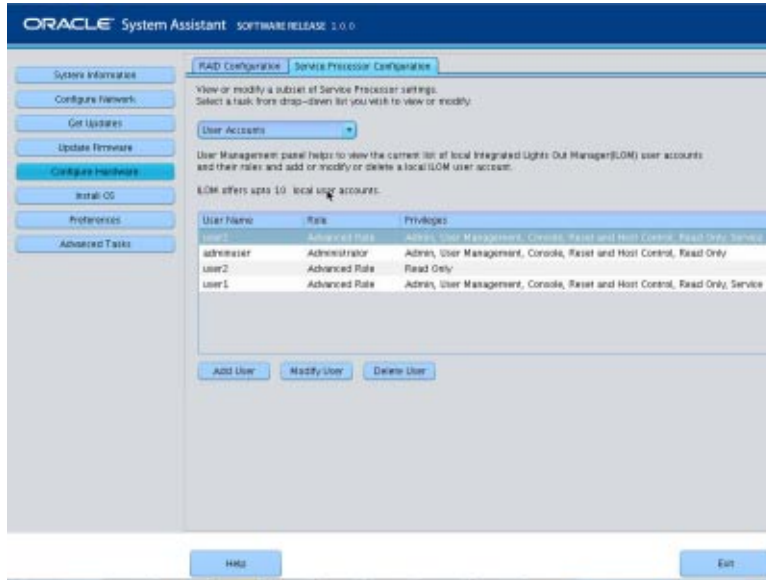 ORACLE System Assistant SOFTWARE RELEASE 1.0.0
System Information
Configure Network
Get Updates
Update Firmware
Configure Hardware
Install OS
Preferences
Advanced Tasks
RAID Configuration
Service Processor Configuration
View or modify a subset of Service Processor settings.
Select a task from drop-down list you wish to view or modify.
User Accounts
User Management panel helps to view the current list of local Integrated Lights Out Manager(ILOM) user accounts
and their roles and add or modify or delete a local ILOM user account.
ILOM offers upto 10 local user accounts.
User Name Role Privileges
Advanced Role Admin, User Management, Console, Reset and Host Control, Read Only, Service
adminuser Administrator Admin, User Management, Console, Reset and Host Control, Read Only
user2 Advanced Role Read Only
user1 Advanced Role Admin, User Management, Console, Reset and Host Control, Read Only, Service
Add User
Modify User
Delete User
Help
Exit